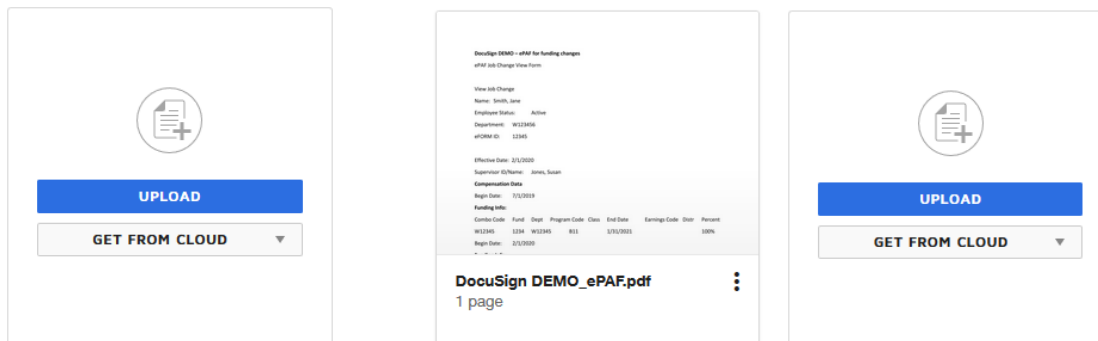 UPLOAD
GET FROM CLOUD
DocuSign DEMO – ePAF for funding changes
ePAF Job Change View Form
View Job Change
Name: Smith, Jane
Employee Status: Active
Department: W123456
eFORM ID: 12345
Effective Date: 2/1/2020
Supervisor ID/Name: Jones, Susan
Compensation Data
Begin Date: 7/1/2019
Funding Info:
Combo Code Fund Dept Program Code Class End Date Earnings Code Distr Percent
W12345 1234 W12345 B11 1/31/2021 100%
Begin Date: 2/1/2020
DocuSign DEMO_ePAF.pdf
1 page
UPLOAD
GET FROM CLOUD